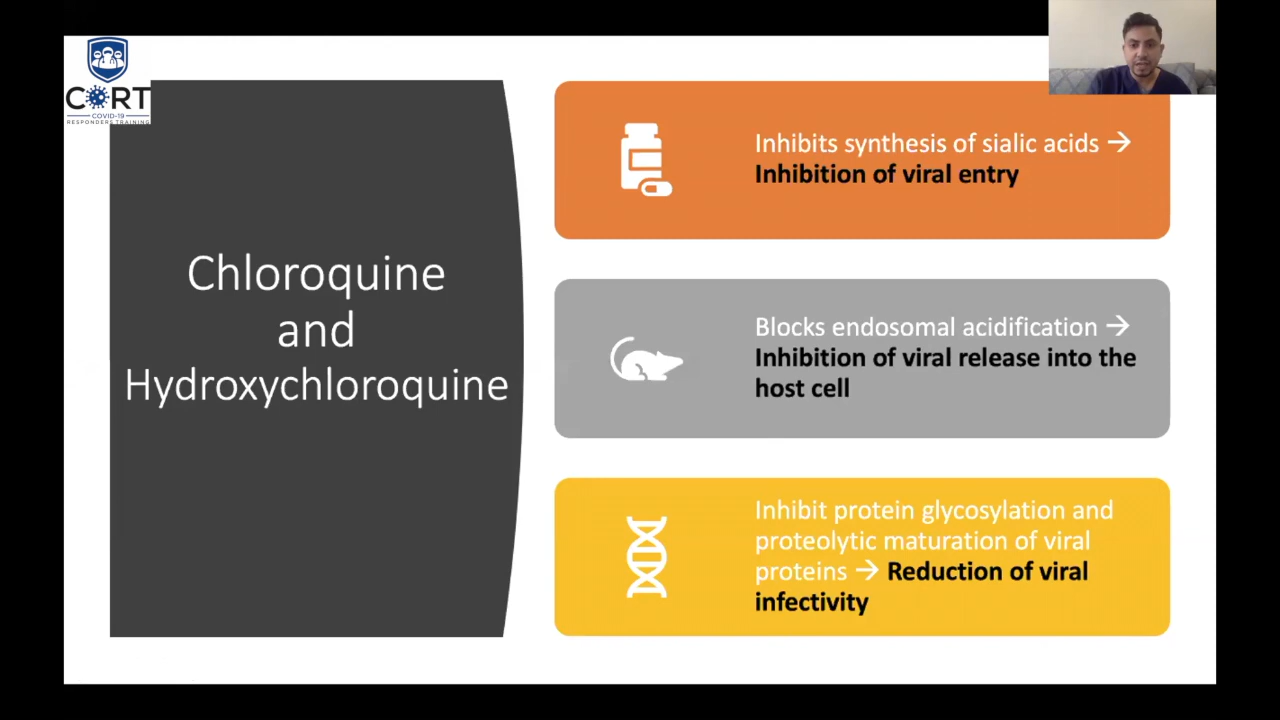 CORT
COVID-19
RESPONDERS TRAINING
Chloroquine
and
Hydroxychloroquine
Inhibits synthesis of sialic acids →
Inhibition of viral entry
Blocks endosomal acidification →
Inhibition of viral release into the
host cell
Inhibit protein glycosylation and
proteolytic maturation of viral
proteins → Reduction of viral
infectivity